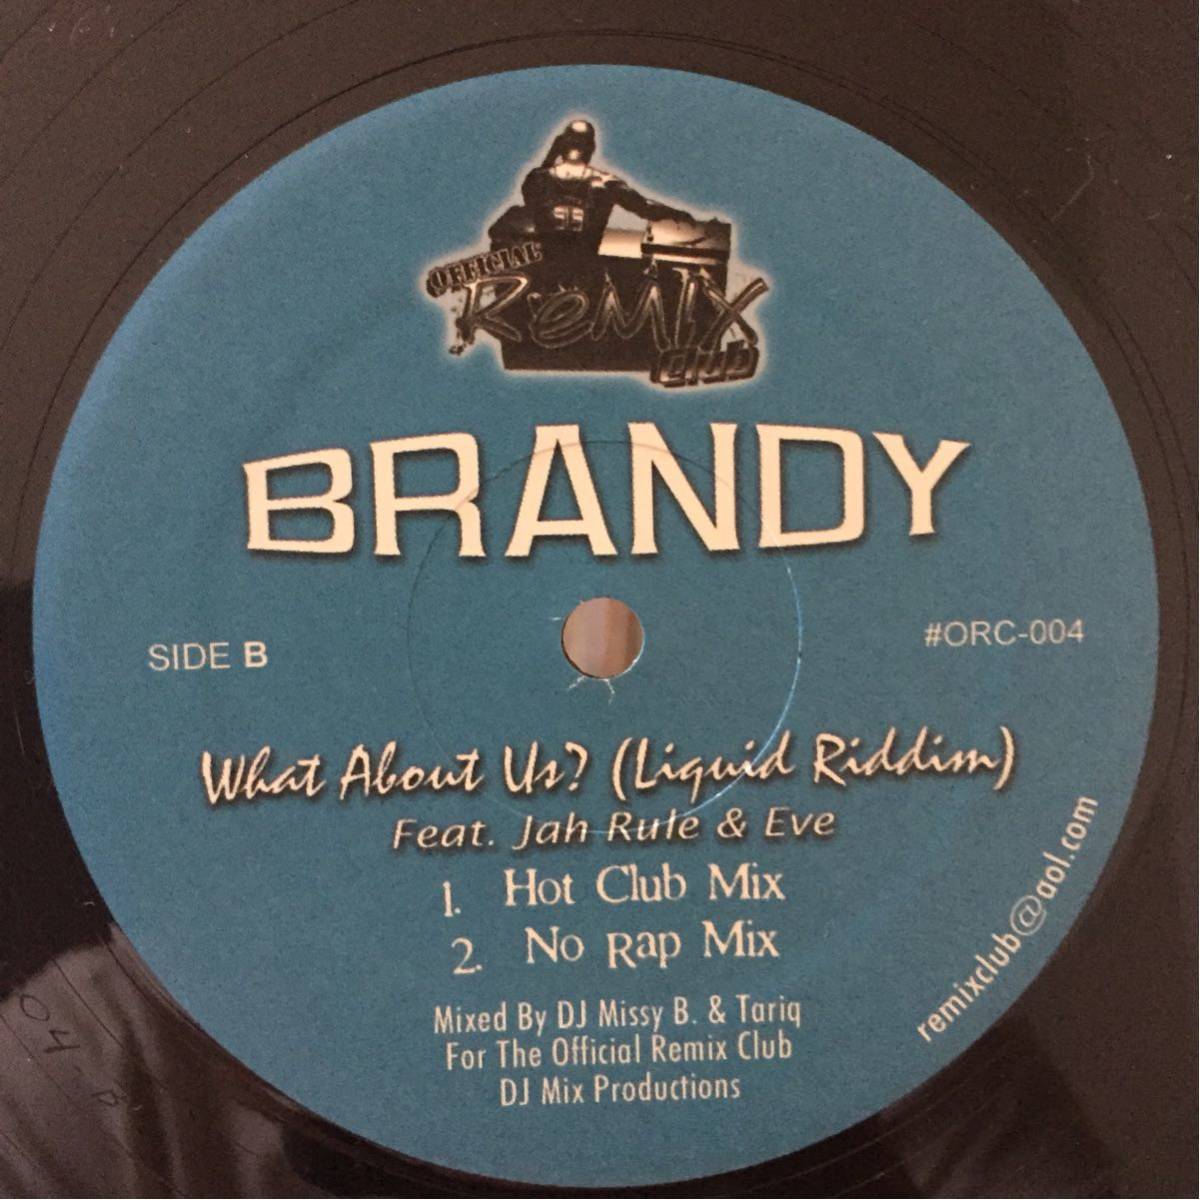 OFFICIAL
ReMIX
Club
BRANDY
SIDE B
#ORC-004
What About Us? (Liquid Riddim)
Feat. Jah Rule & Eve
1. Hot Club Mix
2. No Rap Mix
Mixed By DJ Missy B. & Tariq
For The Official Remix Club
DJ Mix Productions
remixclub@aol.com